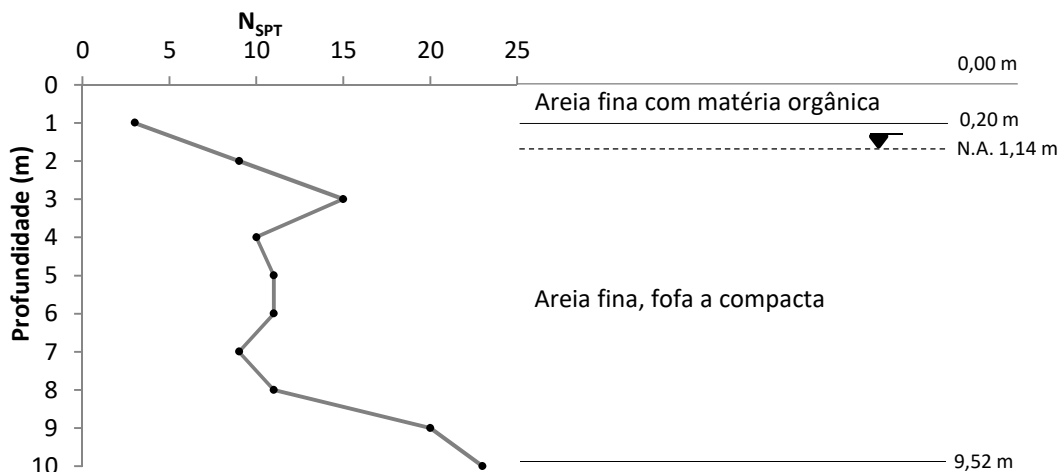 N_SPT
0 5 10 15 20 25
0,00 m
0
Areia fina com matéria orgânica
1
0,20 m
N.A. 1,14 m
2
3
4
5
Areia fina, fofa a compacta
6
7
8
9
10
9,52 m
Profundidade (m)